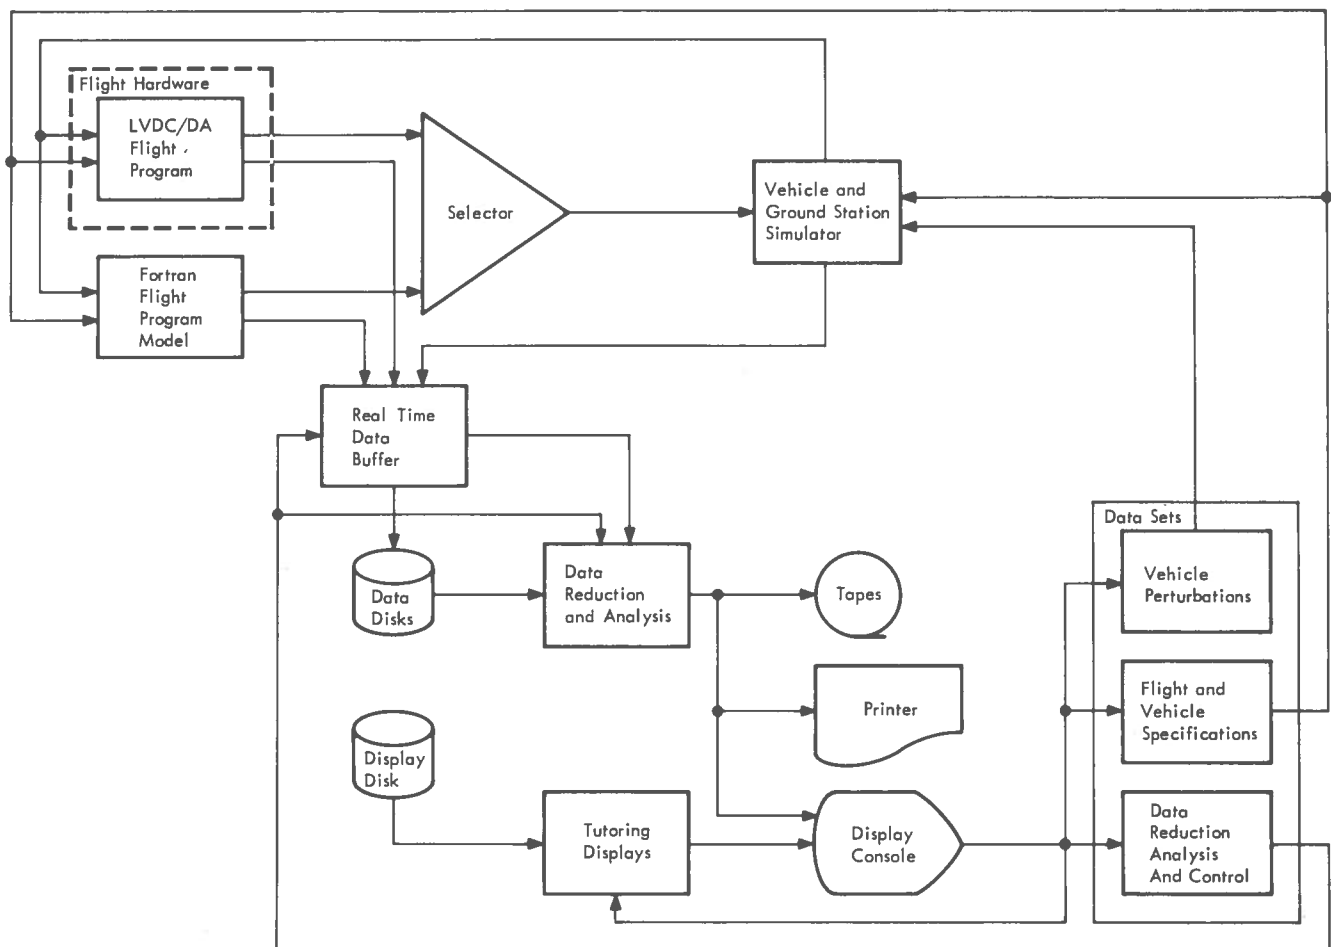 Flight Hardware
LVDC/DA
Flight
Program
Selector
Vehicle and
Ground Station
Simulator
Fortran
Flight
Program
Model
Real Time
Data
Buffer
Data Sets
Data
Disks
Data
Reduction
and Analysis
Tapes
Vehicle
Perturbations
Printer
Flight and
Vehicle
Specifications
Display
Disk
Tutoring
Displays
Display
Console
Data
Reduction
Analysis
And Control